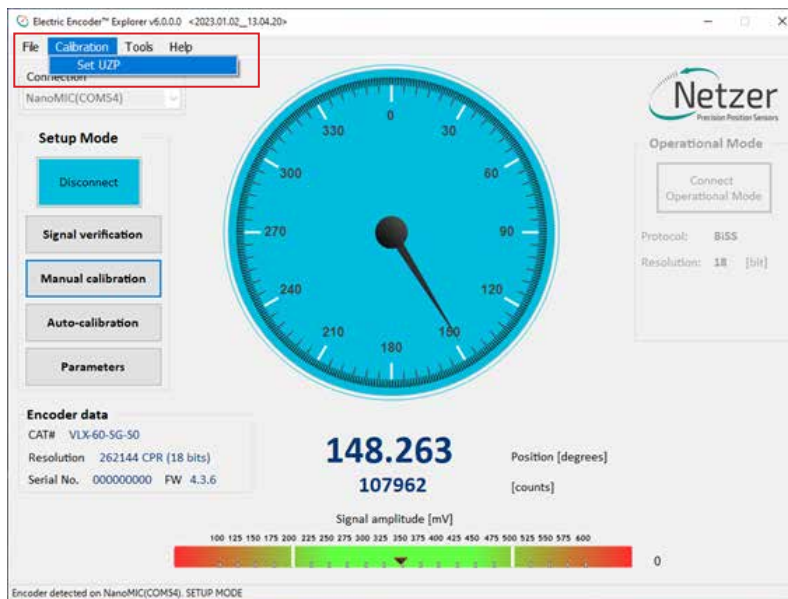 Electric Encoder™ Explorer v6.0.0.0 <2023.01.02__13.04.20>
File Calibration Tools Help
Set UZP
Connection
NanoMIC(COM54)
Netzer
Precision Position Sensors
Setup Mode
Disconnect
Signal verification
Manual calibration
Auto-calibration
Parameters
0
30
60
90
120
150
180
210
240
270
300
330
Operational Mode
Connect
Operational Mode
Protocol: BiSS
Resolution: 18 [bit]
Encoder data
CAT# VLX-60-SG-S0
Resolution 262144 CPR (18 bits)
Serial No. 000000000 FW 4.3.6
148.263 Position [degrees]
107962 [counts]
Signal amplitude [mV]
100 125 150 175 200 225 250 275 300 325 350 375 400 425 450 475 500 525 550 575 600
0
Encoder detected on NanoMIC(COM54). SETUP MODE